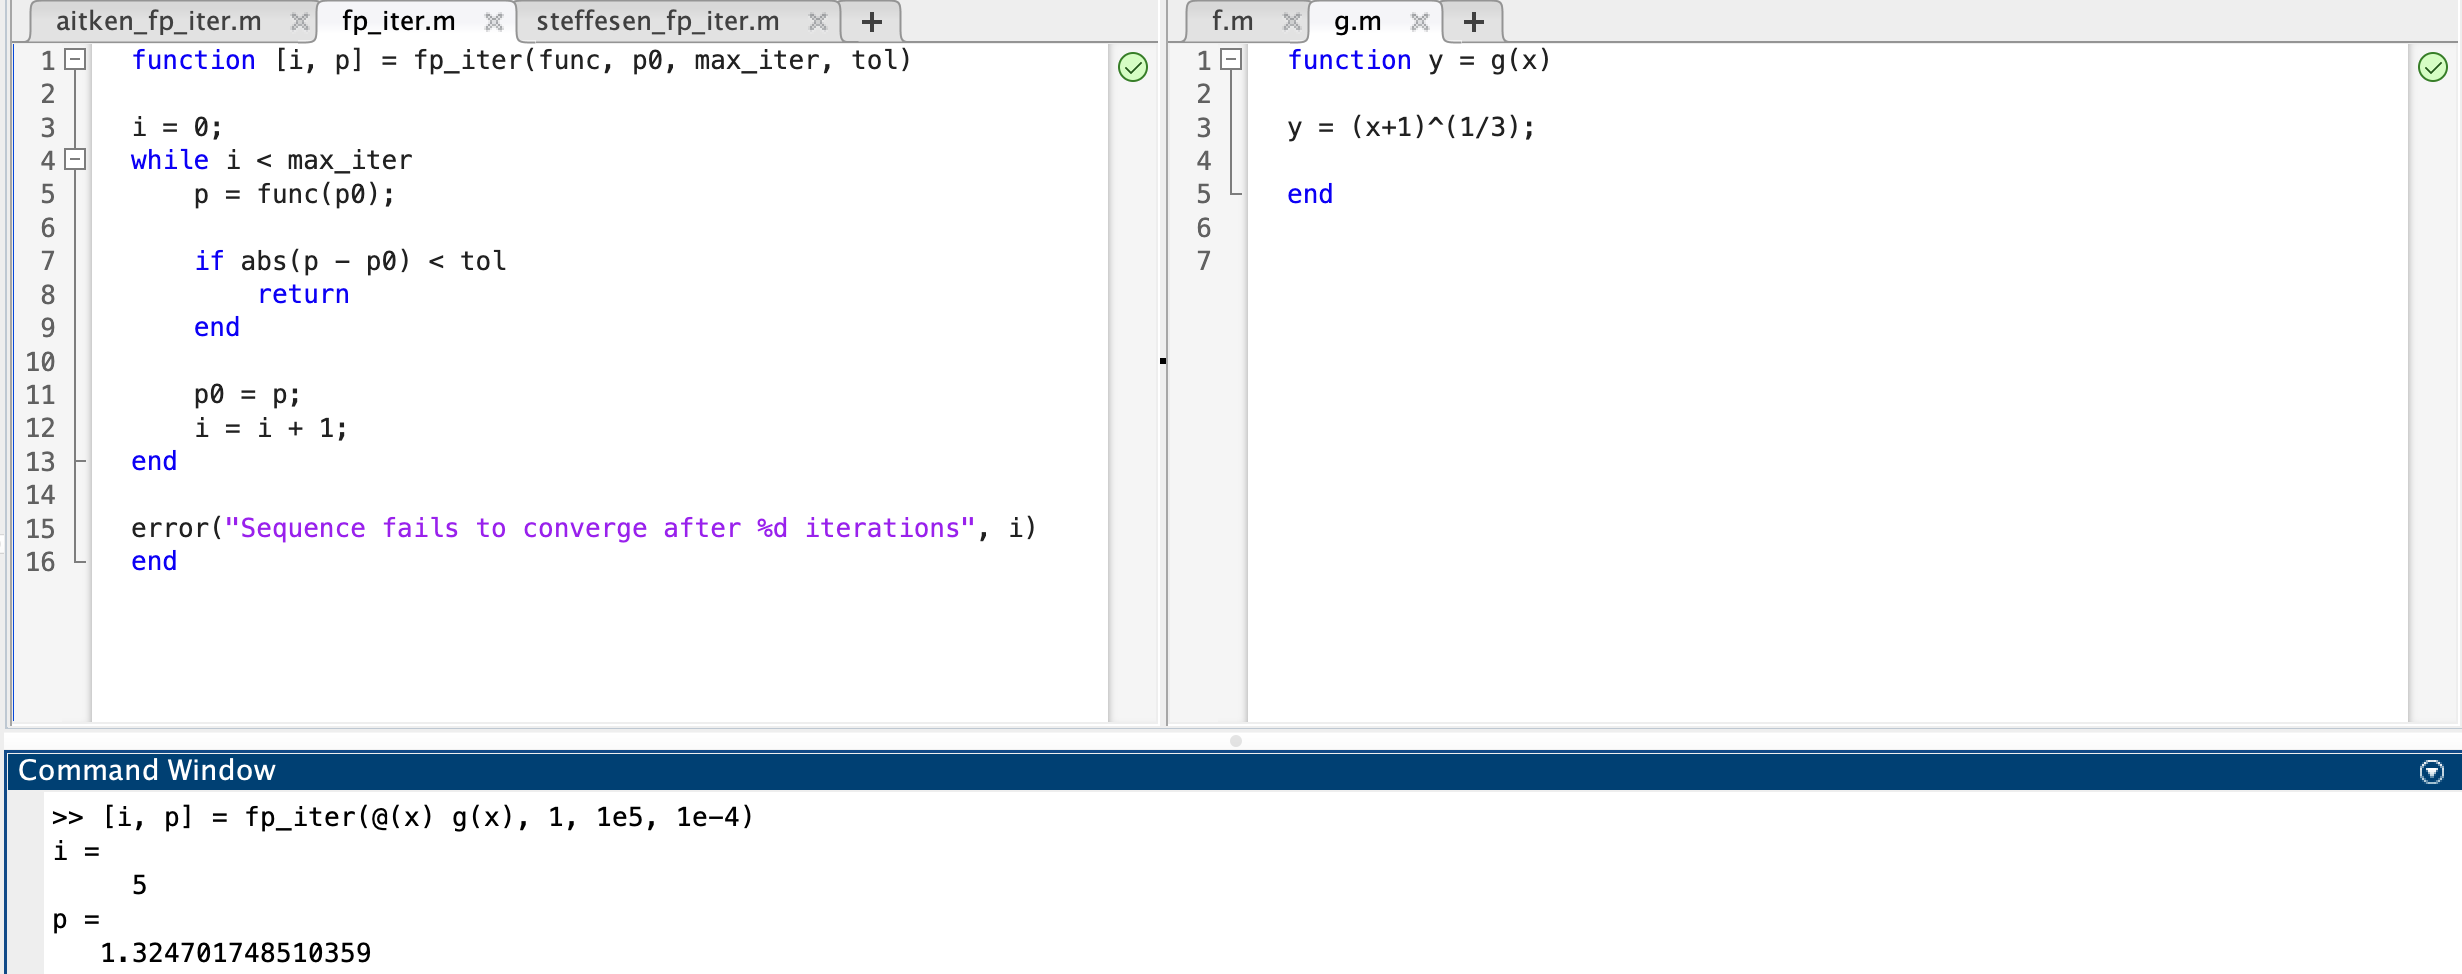 aitken_fp_iter.m fp_iter.m steffesen_fp_iter.m +
1 function [i, p] = fp_iter(func, p0, max_iter, tol)
2
3 i = 0;
4 while i < max_iter
5     p = func(p0);
6
7     if abs(p - p0) < tol
8         return
9     end
10
11     p0 = p;
12     i = i + 1;
13 end
14
15 error("Sequence fails to converge after %d iterations", i)
16 end
f.m g.m +
1 function y = g(x)
2
3 y = (x+1)^(1/3);
4
5 end
6
7
Command Window
>> [i, p] = fp_iter(@(x) g(x), 1, 1e5, 1e-4)
i =
     5
p =
   1.324701748510359